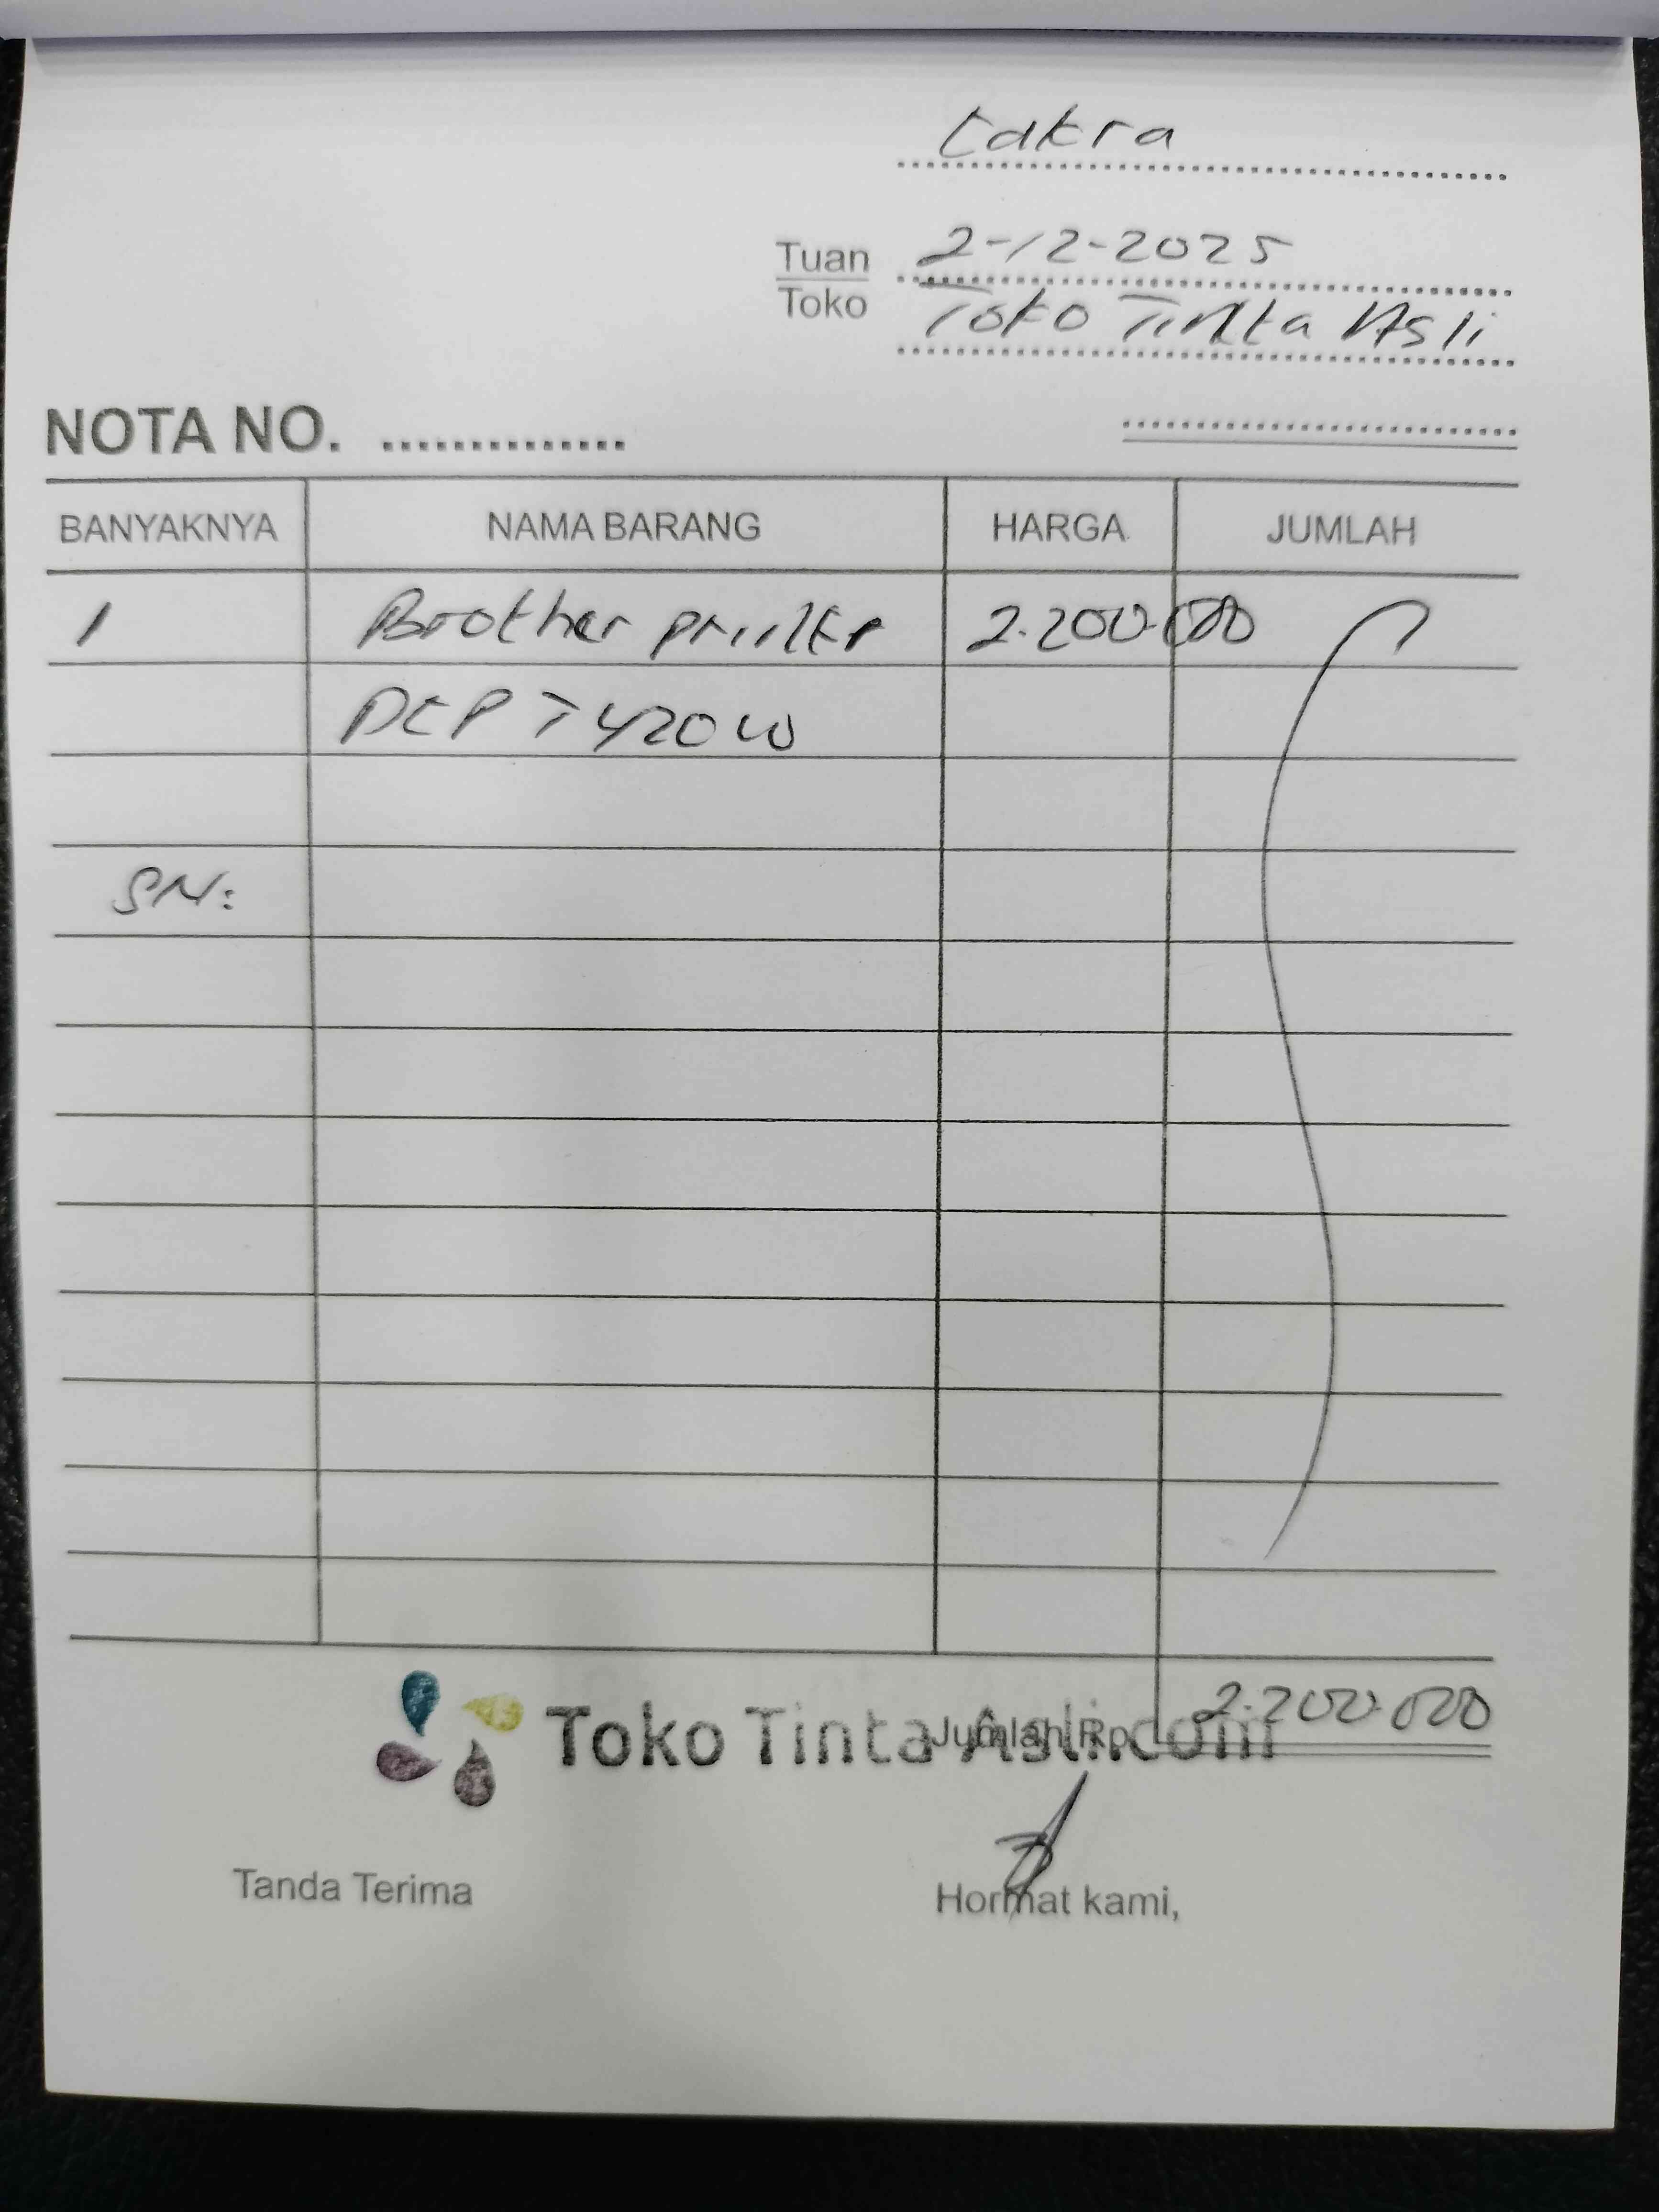 Cakra
Tuan 2-12-2025
Toko Toko Tinta Asli
NOTA NO. ..............
BANYAKNYA NAMA BARANG HARGA JUMLAH
1 Brother printer 2.200.000
DCP T420W
SN:
Jumlah Rp. 2.200.000
Toko Tinta Asli.com
Tanda Terima Hormat kami,